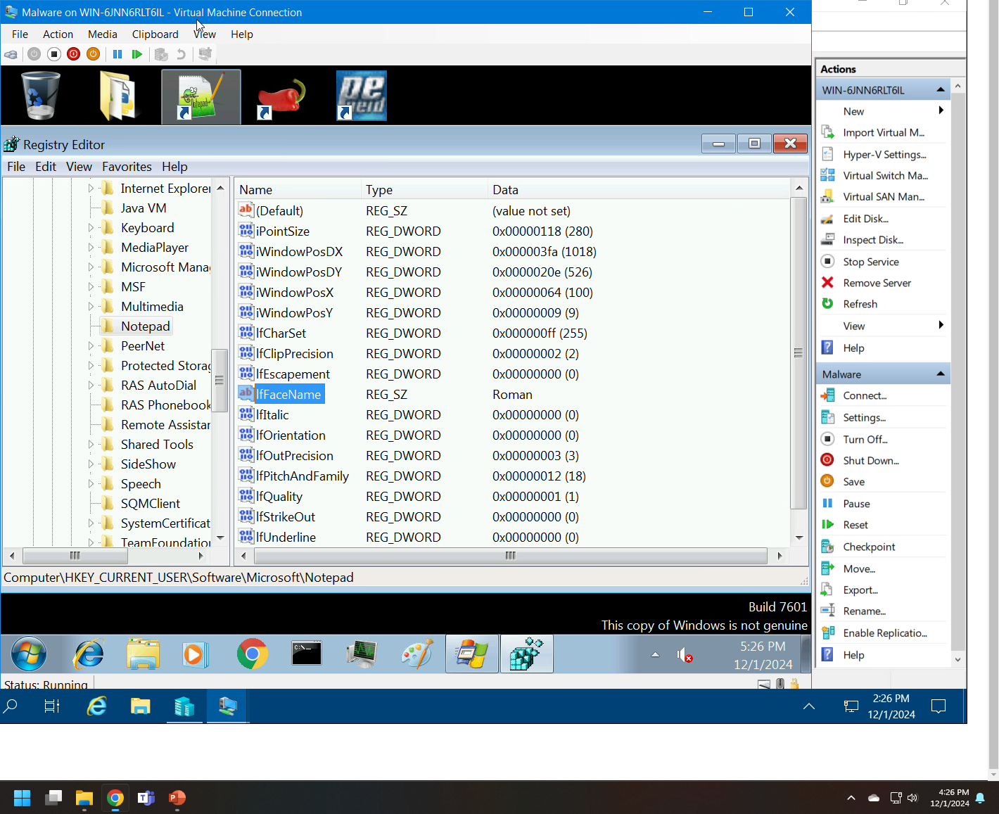 Malware on WIN-6JNN6RLT6IL - Virtual Machine Connection
File Action Media Clipboard View Help
Notepad++
pe
Registry Editor
File Edit View Favorites Help
Internet Explorer
Java VM
Keyboard
MediaPlayer
Microsoft Mana
MSF
Multimedia
Notepad
PeerNet
Protected Storag
RAS AutoDial
RAS Phonebook
Remote Assistar
Shared Tools
SideShow
Speech
SQMClient
SystemCertificat
TeamFoundation
Name Type Data
(Default) REG_SZ (value not set)
iPointSize REG_DWORD 0x00000118 (280)
iWindowPosDX REG_DWORD 0x000003fa (1018)
iWindowPosDY REG_DWORD 0x0000020e (526)
iWindowPosX REG_DWORD 0x00000064 (100)
iWindowPosY REG_DWORD 0x00000009 (9)
lfCharSet REG_DWORD 0x000000ff (255)
lfClipPrecision REG_DWORD 0x00000002 (2)
lfEscapement REG_DWORD 0x00000000 (0)
lfFaceName REG_SZ Roman
lfItalic REG_DWORD 0x00000000 (0)
lfOrientation REG_DWORD 0x00000000 (0)
lfOutPrecision REG_DWORD 0x00000003 (3)
lfPitchAndFamily REG_DWORD 0x00000012 (18)
lfQuality REG_DWORD 0x00000001 (1)
lfStrikeOut REG_DWORD 0x00000000 (0)
lfUnderline REG_DWORD 0x00000000 (0)
Computer\HKEY_CURRENT_USER\Software\Microsoft\Notepad
Build 7601
This copy of Windows is not genuine
5:26 PM
12/1/2024
Status: Running
Actions
WIN-6JNN6RLT6IL
New
Import Virtual M...
Hyper-V Settings...
Virtual Switch Ma...
Virtual SAN Man...
Edit Disk...
Inspect Disk...
Stop Service
Remove Server
Refresh
View
Help
Malware
Connect...
Settings...
Turn Off...
Shut Down...
Save
Pause
Reset
Checkpoint
Move...
Export...
Rename...
Enable Replicatio...
Help
2:26 PM
12/1/2024
4:26 PM
12/1/2024